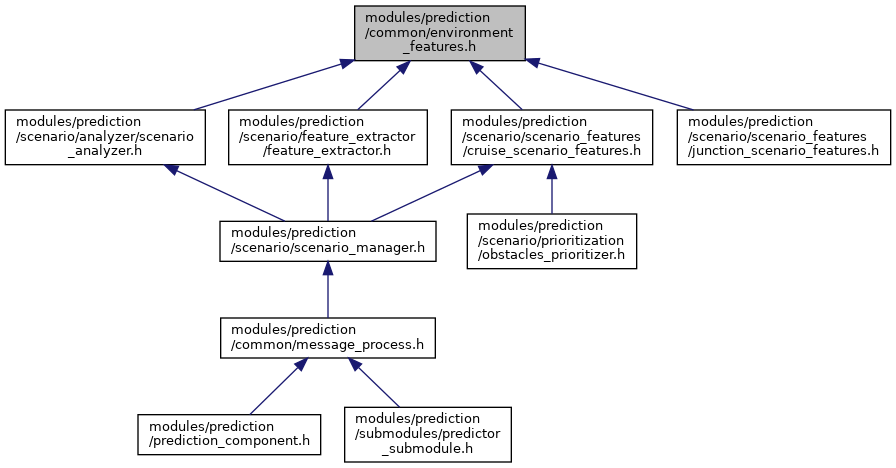 modules/prediction
/common/environment
_features.h
modules/prediction
/scenario/analyzer/scenario
_analyzer.h
modules/prediction
/scenario/feature_extractor
/feature_extractor.h
modules/prediction
/scenario/scenario_features
/cruise_scenario_features.h
modules/prediction
/scenario/scenario_features
/junction_scenario_features.h
modules/prediction
/scenario/scenario_manager.h
modules/prediction
/scenario/prioritization
/obstacles_prioritizer.h
modules/prediction
/common/message_process.h
modules/prediction
/prediction_component.h
modules/prediction
/submodules/predictor
_submodule.h